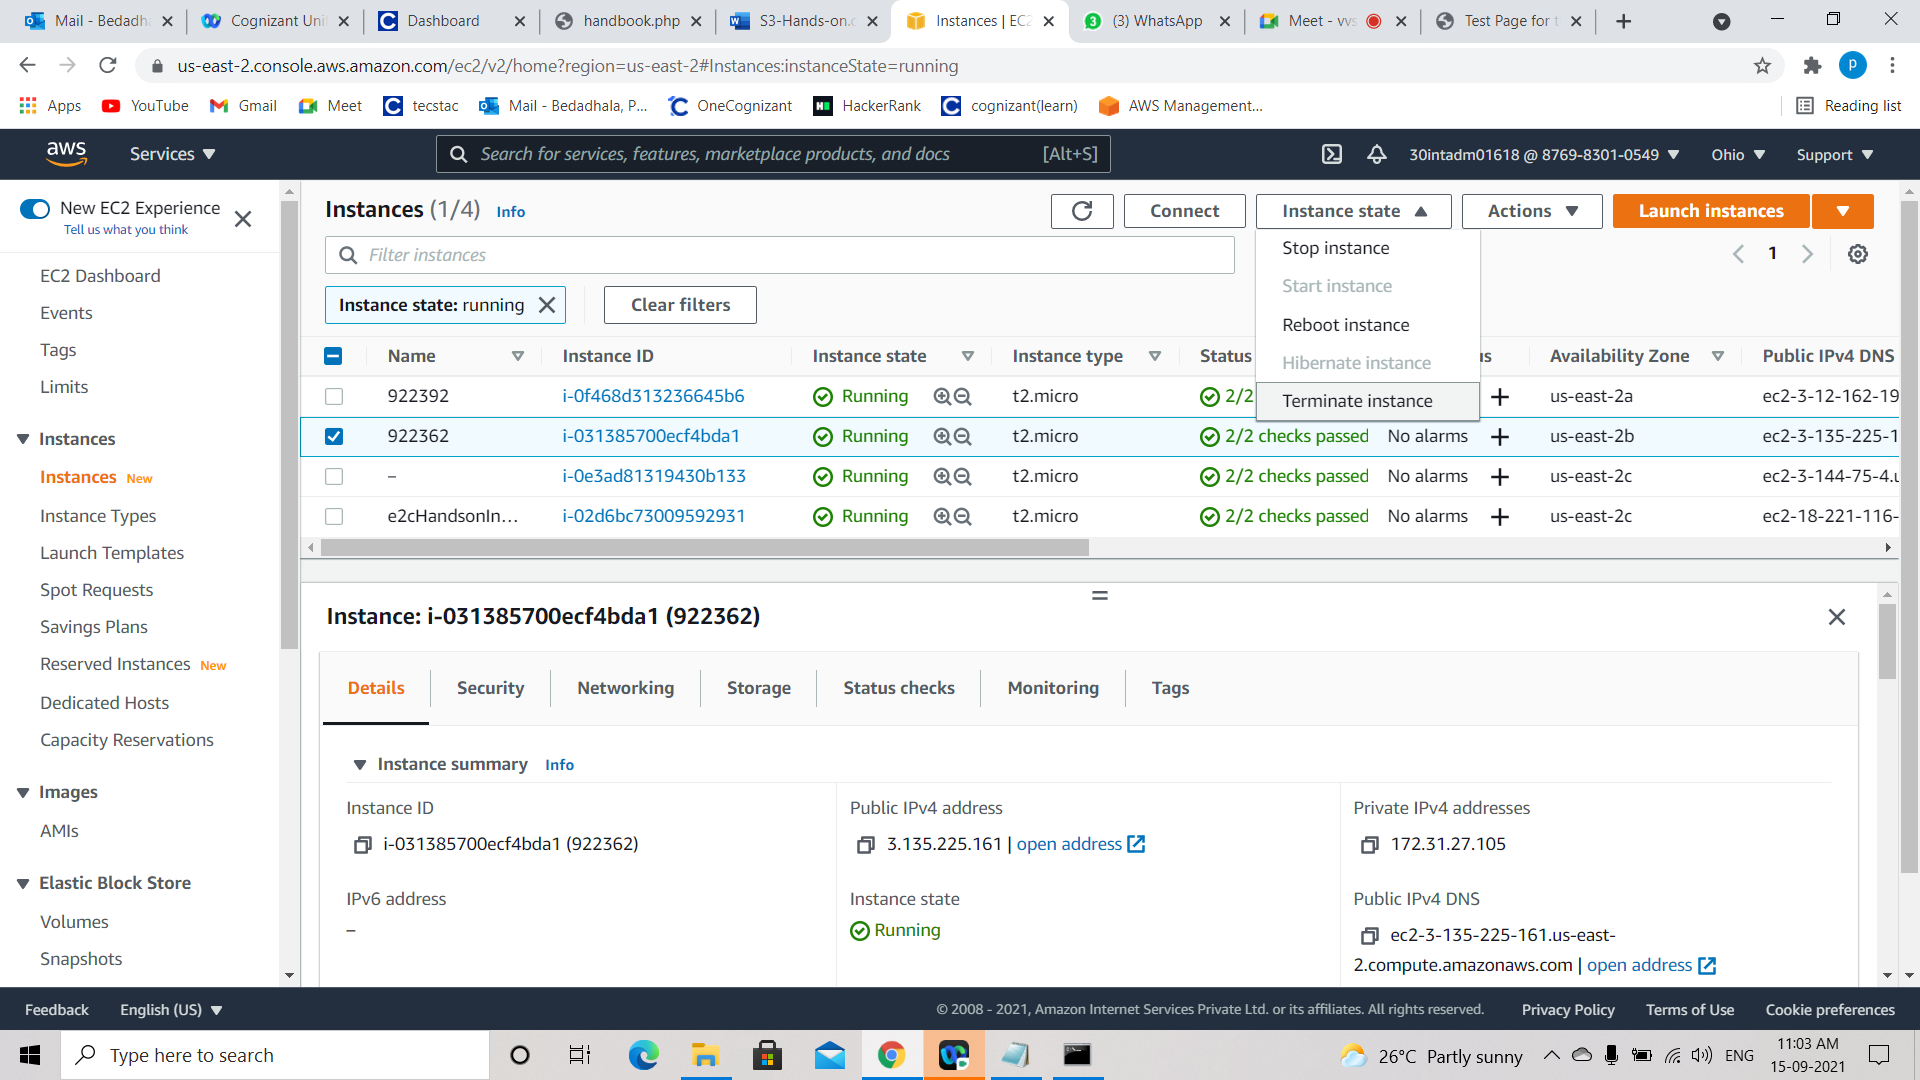 Mail - Bedadha
Cognizant Uni
Dashboard
handbook.php
S3-Hands-on.
Instances | EC2
(3) WhatsApp
Meet - vvs
Test Page for t
us-east-2.console.aws.amazon.com/ec2/v2/home?region=us-east-2#Instances:instanceState=running
p
Apps
YouTube
Gmail
Meet
tecstac
Mail - Bedadhala, P...
OneCognizant
HackerRank
cognizant(learn)
AWS Management...
Reading list
aws
Services
Search for services, features, marketplace products, and docs [Alt+S]
30intadm01618 @ 8769-8301-0549
Ohio
Support
New EC2 Experience
Tell us what you think
EC2 Dashboard
Events
Tags
Limits
Instances
Instances New
Instance Types
Launch Templates
Spot Requests
Savings Plans
Reserved Instances New
Dedicated Hosts
Capacity Reservations
Images
AMIs
Elastic Block Store
Volumes
Snapshots
Instances (1/4) Info
Connect
Instance state
Actions
Launch instances
Filter instances
1
Instance state: running
Clear filters
Stop instance
Start instance
Reboot instance
Hibernate instance
Terminate instance
Name Instance ID Instance state Instance type Status us Availability Zone Public IPv4 DNS
922392 i-0f468d313236645b6 Running t2.micro 2/2 us-east-2a ec2-3-12-162-19
922362 i-031385700ecf4bda1 Running t2.micro 2/2 checks passed No alarms us-east-2b ec2-3-135-225-1
– i-0e3ad81319430b133 Running t2.micro 2/2 checks passed No alarms us-east-2c ec2-3-144-75-4.u
e2cHandsonIn... i-02d6bc73009592931 Running t2.micro 2/2 checks passed No alarms us-east-2c ec2-18-221-116-
Instance: i-031385700ecf4bda1 (922362)
Details Security Networking Storage Status checks Monitoring Tags
Instance summary Info
Instance ID
i-031385700ecf4bda1 (922362)
Public IPv4 address
3.135.225.161 | open address
Private IPv4 addresses
172.31.27.105
IPv6 address
–
Instance state
Running
Public IPv4 DNS
ec2-3-135-225-161.us-east-
2.compute.amazonaws.com | open address
Feedback English (US)
© 2008 - 2021, Amazon Internet Services Private Ltd. or its affiliates. All rights reserved.
Privacy Policy Terms of Use Cookie preferences
Type here to search
26°C Partly sunny
ENG
11:03 AM
15-09-2021